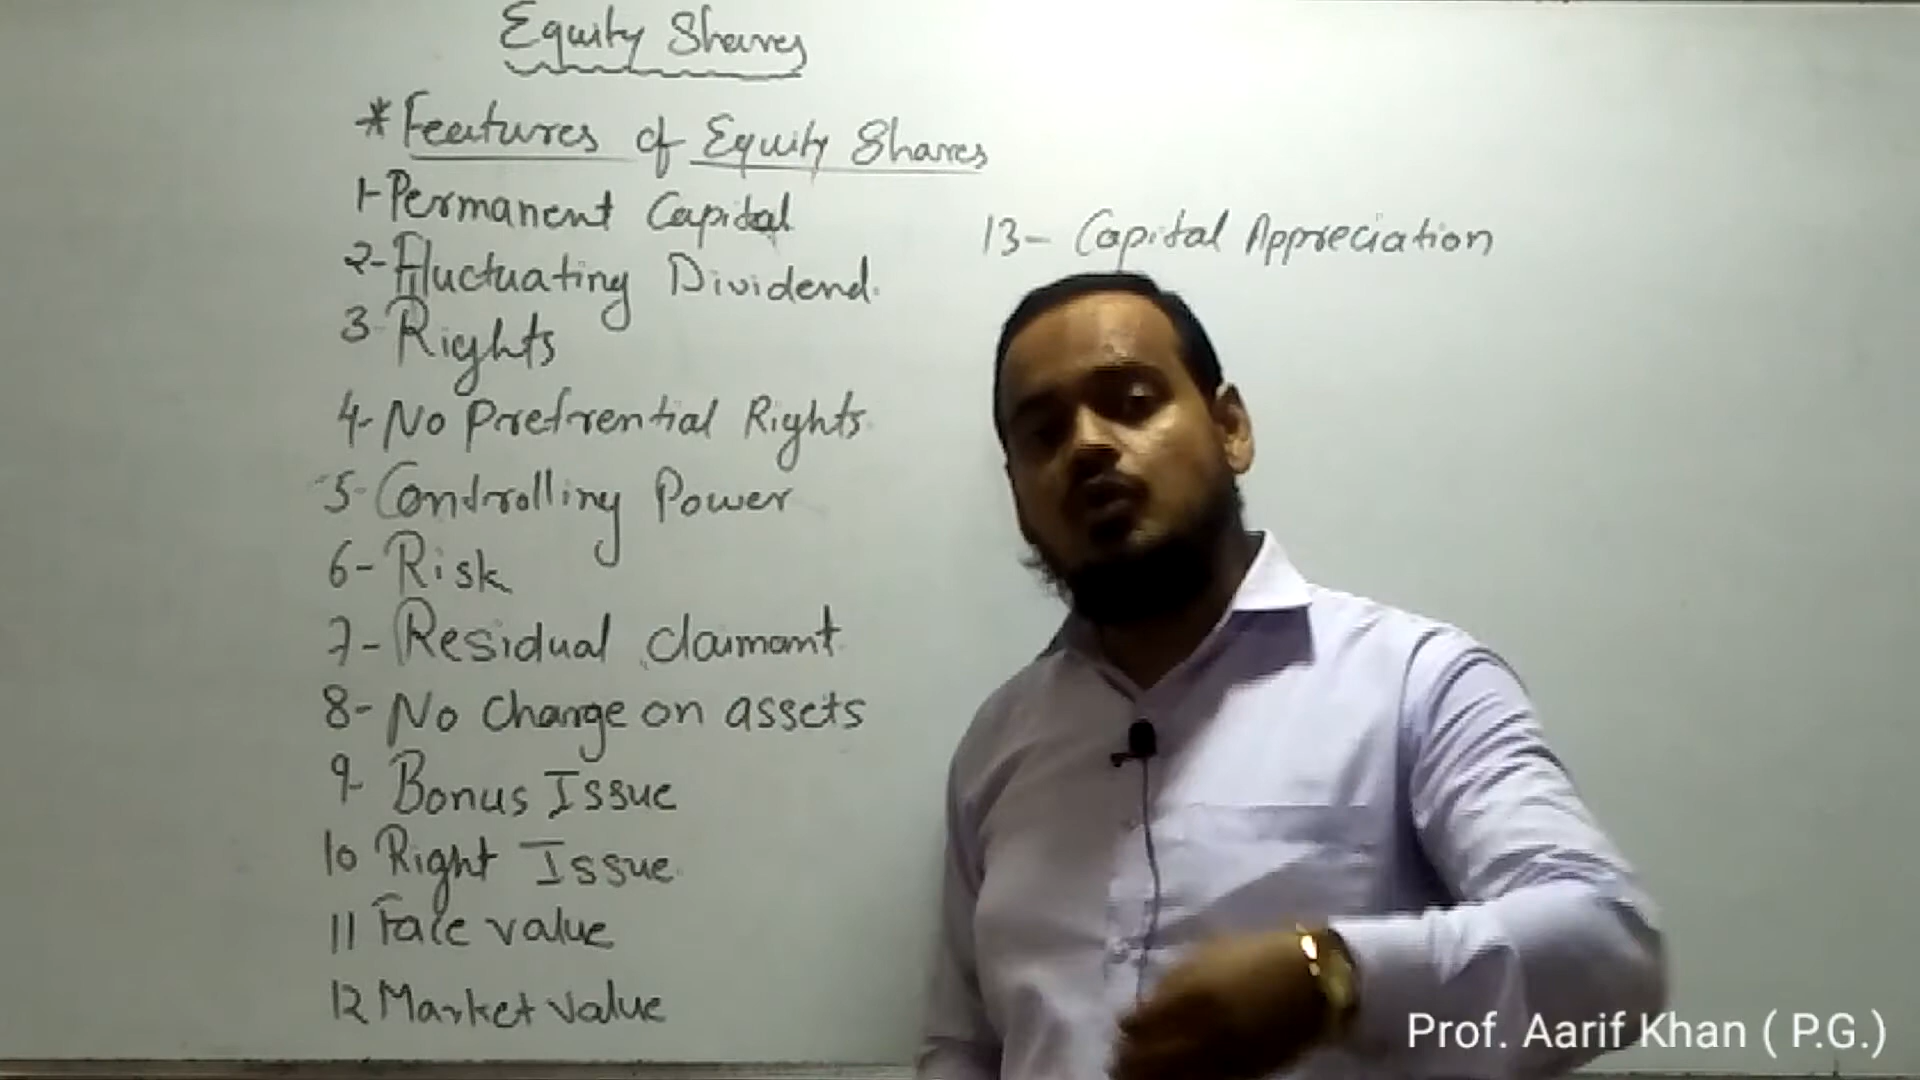 Equity Shares
* Features of Equity Shares
1- Permanent Capital
2- Fluctuating Dividend.
3- Rights
4- No Prefrential Rights.
5- Controlling Power
6- Risk
7- Residual claimant
8- No Charge on assets
9- Bonus Issue
10 Right Issue.
11 Face value
12 Market value
13- Capital Appreciation
Prof. Aarif Khan ( P.G.)